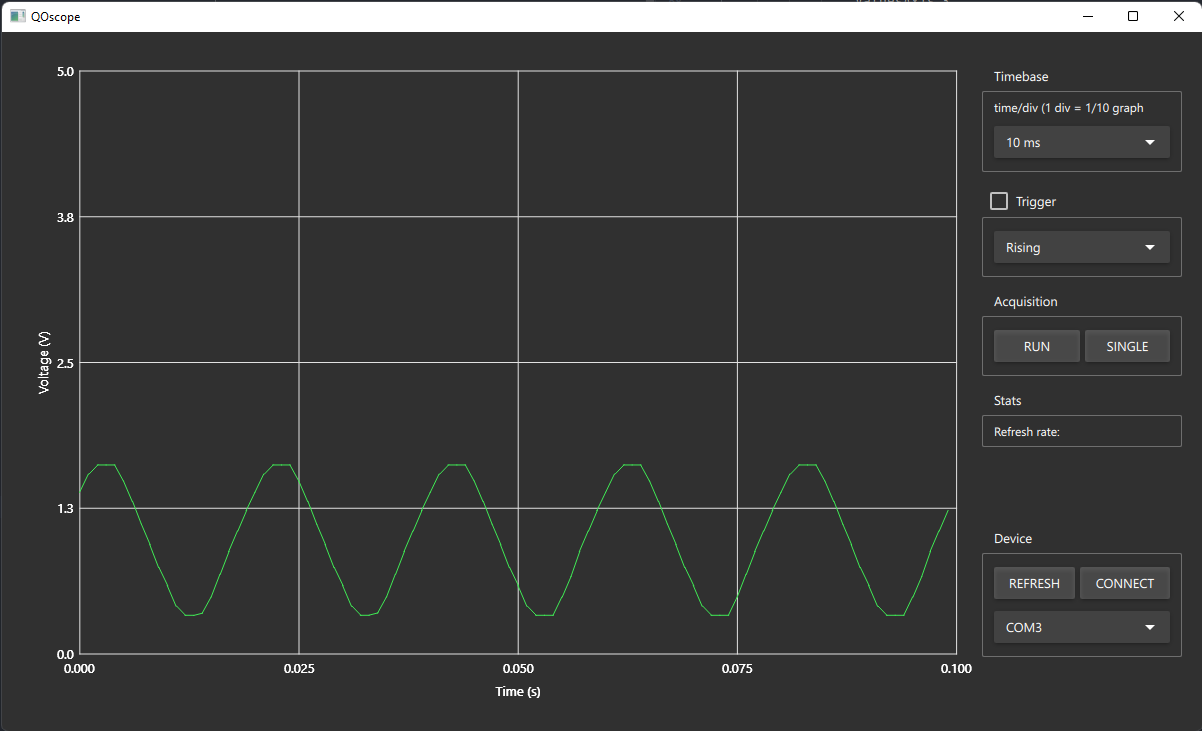 QOscope
5.0
3.8
2.5
1.3
0.0
Voltage (V)
0.000 0.025 0.050 0.075 0.100
Time (s)
Timebase
time/div (1 div = 1/10 graph
10 ms
Trigger
Rising
Acquisition
RUN SINGLE
Stats
Refresh rate:
Device
REFRESH CONNECT
COM3